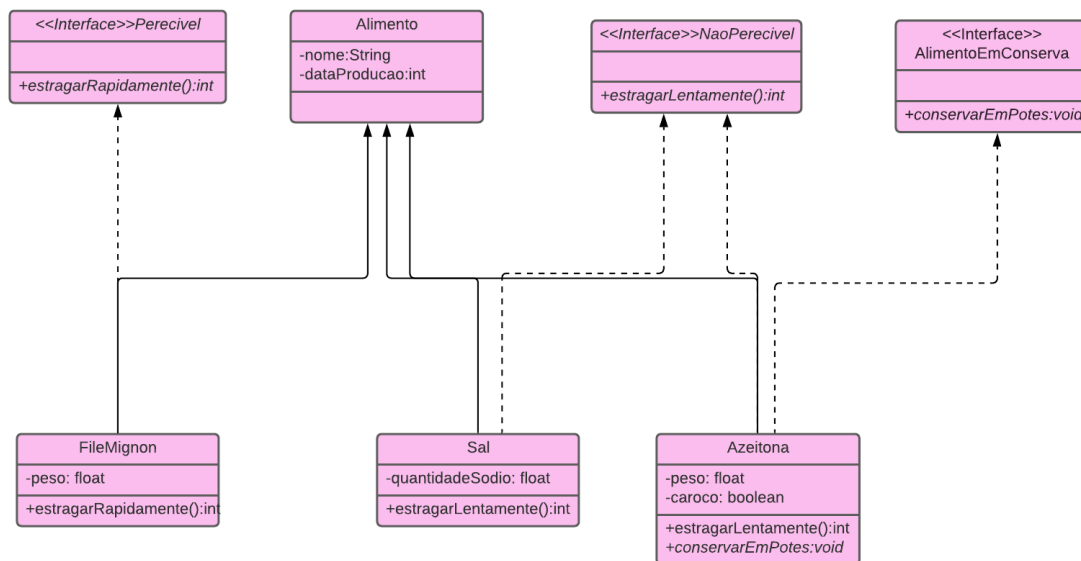 <<Interface>>Perecivel
+estragarRapidamente():int
Alimento
-nome:String
-dataProducao:int
<<Interface>>NaoPerecivel
+estragarLentamente():int
<<Interface>>
AlimentoEmConserva
+conservarEmPotes:void
FileMignon
-peso: float
+estragarRapidamente():int
Sal
-quantidadeSodio: float
+estragarLentamente():int
Azeitona
-peso: float
-caroco: boolean
+estragarLentamente():int
+conservarEmPotes:void